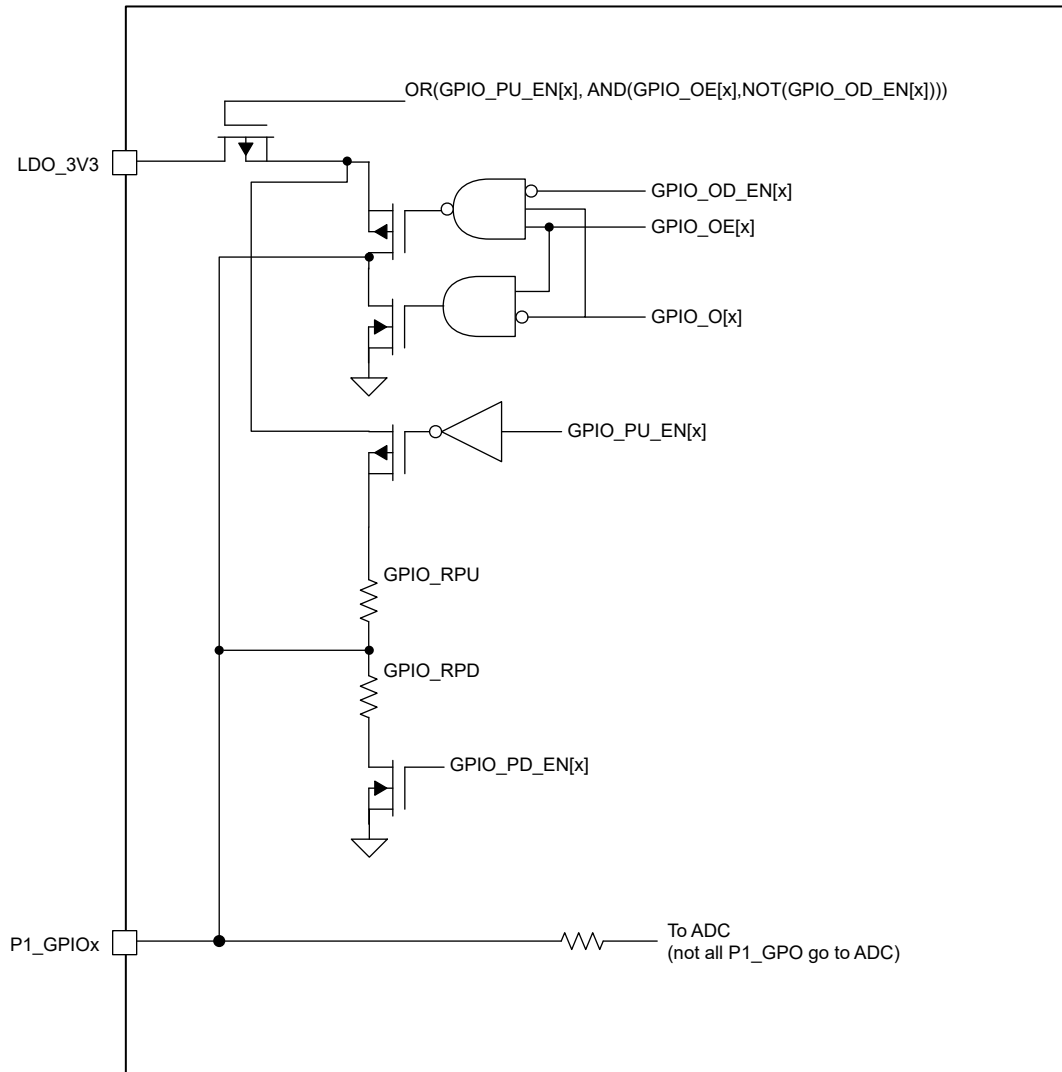 OR(GPIO_PU_EN[x], AND(GPIO_OE[x],NOT(GPIO_OD_EN[x])))
LDO_3V3
GPIO_OD_EN[x]
GPIO_OE[x]
GPIO_O[x]
GPIO_PU_EN[x]
GPIO_RPU
GPIO_RPD
GPIO_PD_EN[x]
P1_GPIOx
To ADC
(not all P1_GPO go to ADC)